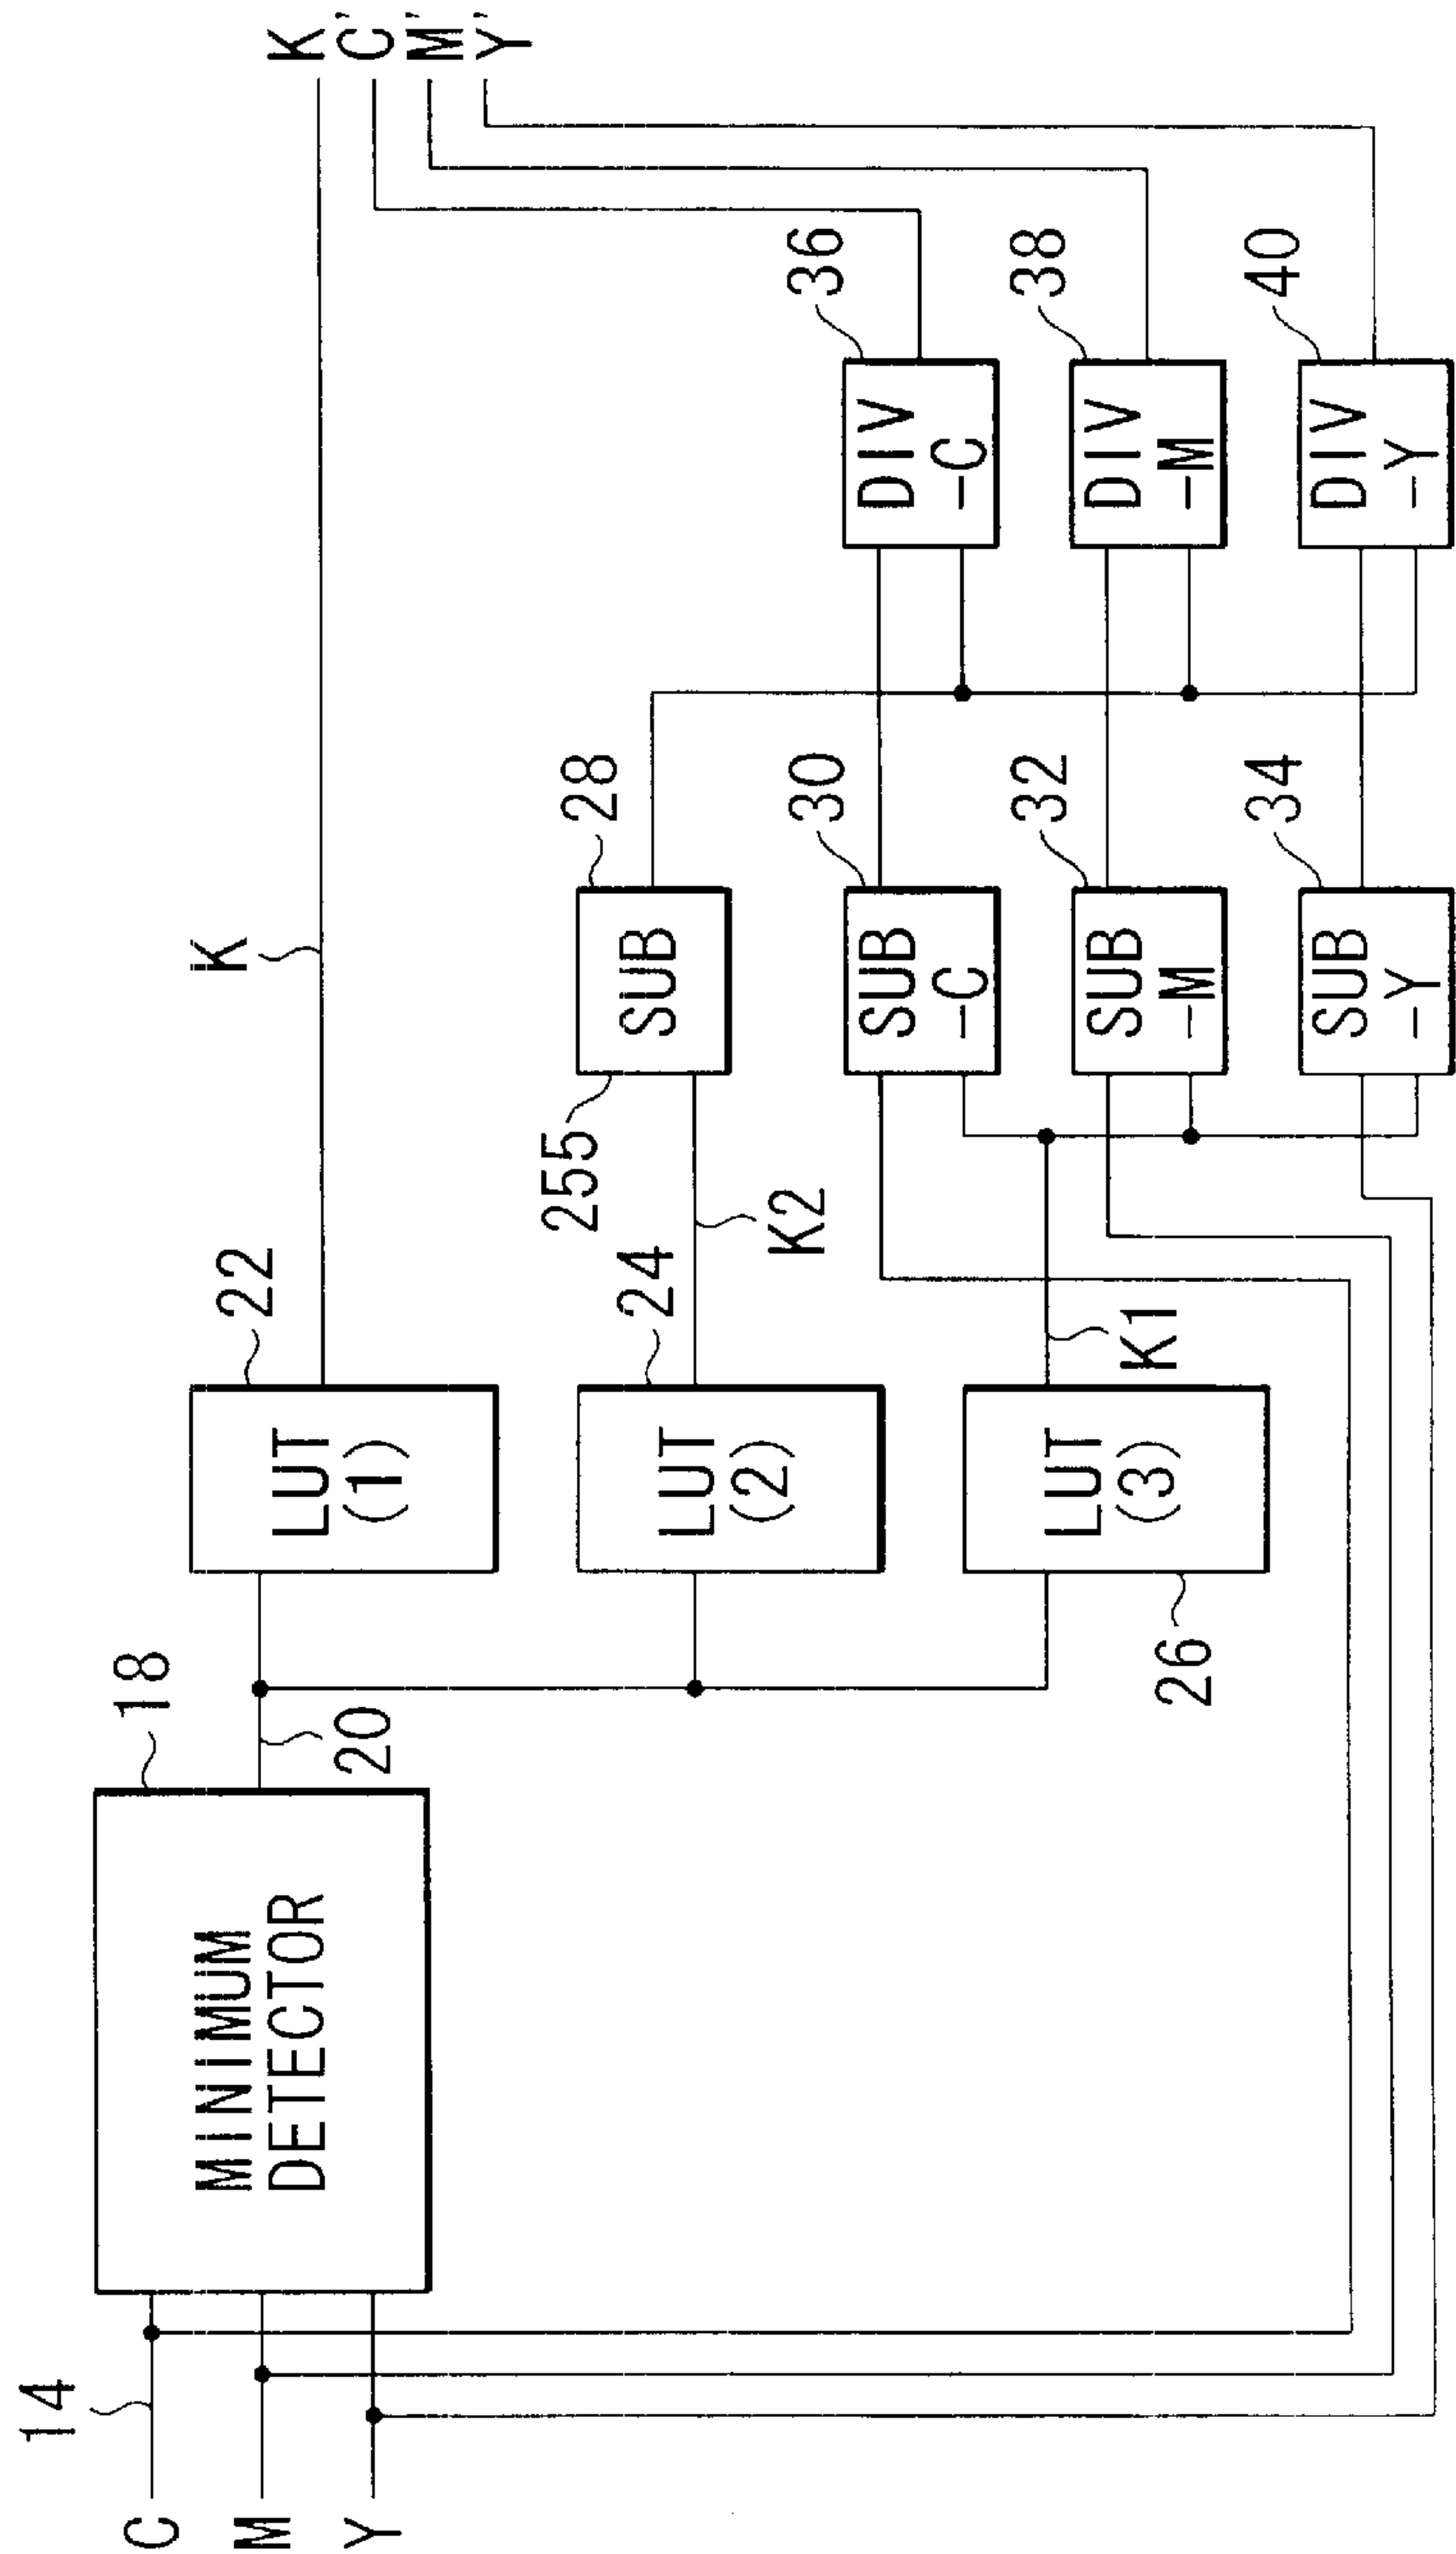 14
C
M
Y
MINIMUM
DETECTOR
18
20
LUT
(1)
22
LUT
(2)
24
LUT
(3)
26
K
K2
K1
255
SUB
28
SUB
-C
30
SUB
-M
32
SUB
-Y
34
DIV
-C
36
DIV
-M
38
DIV
-Y
40
K
C'
M'
Y'